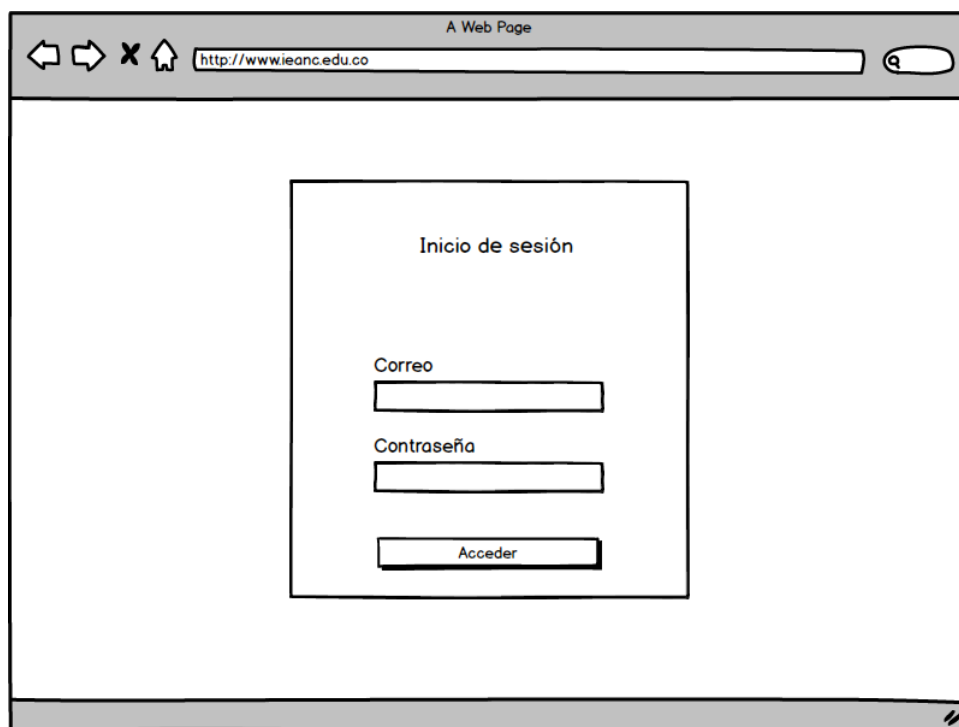 A Web Page
http://www.ieanc.edu.co
Inicio de sesión
Correo
Contraseña
Acceder